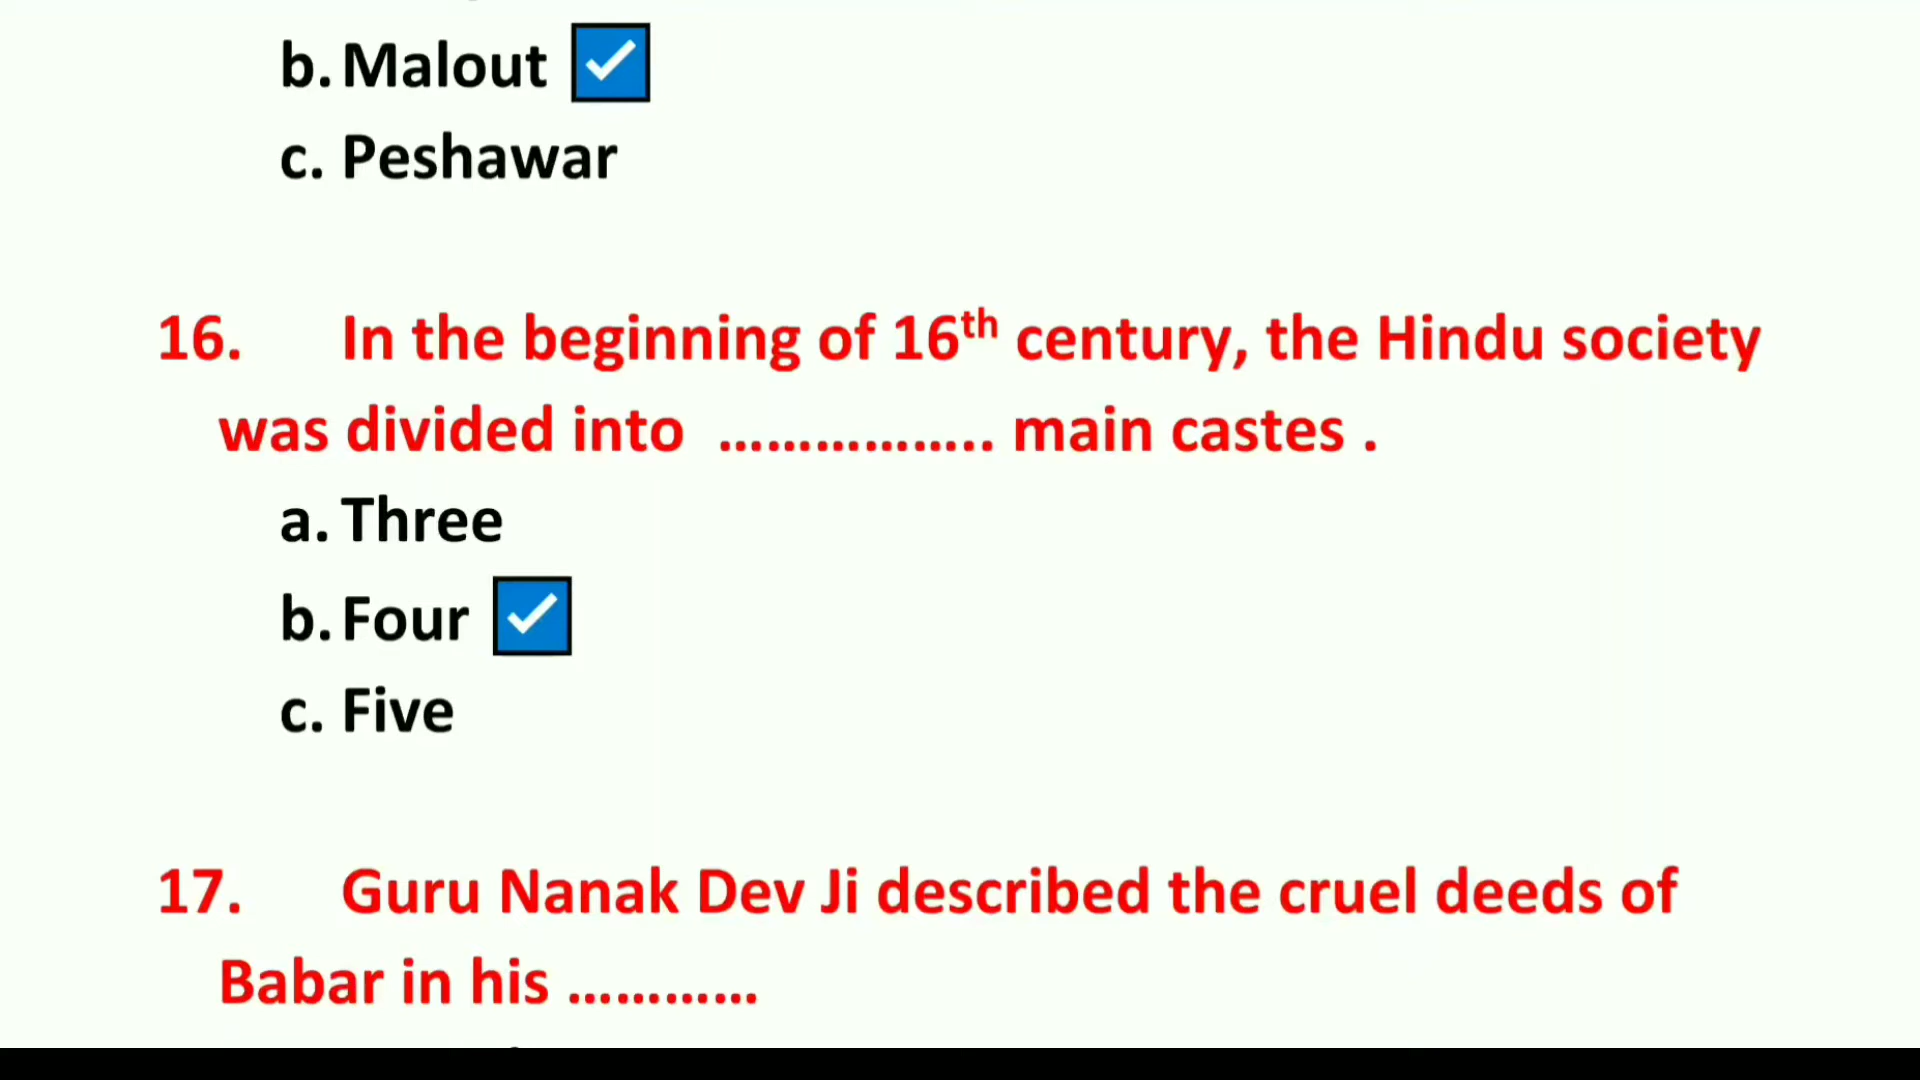 b. Malout
c. Peshawar
16. In the beginning of 16th century, the Hindu society
was divided into ................. main castes .
a. Three
b. Four
c. Five
17. Guru Nanak Dev Ji described the cruel deeds of
Babar in his ............